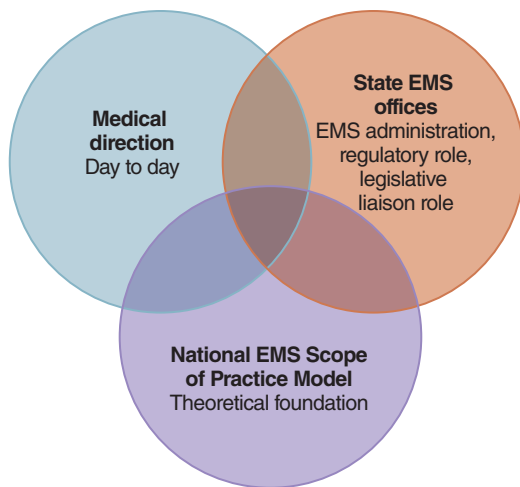 Medical
direction
Day to day
State EMS
offices
EMS administration,
regulatory role,
legislative
liaison role
National EMS Scope
of Practice Model
Theoretical foundation